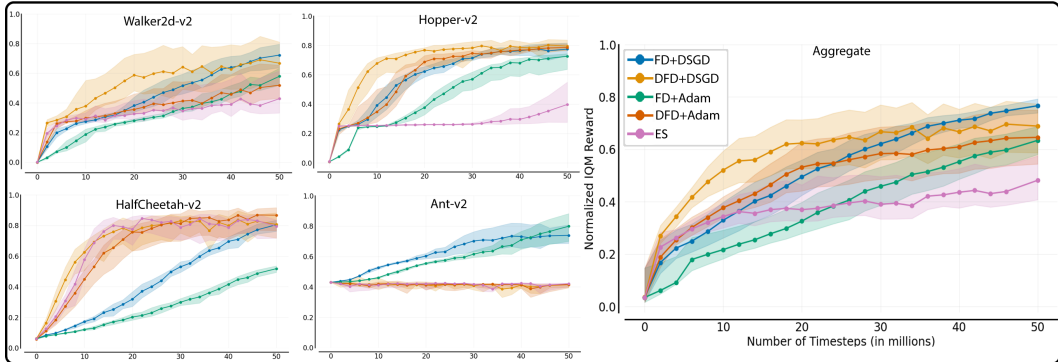 Walker2d-v2
1.0
0.8
0.6
0.4
0.2
0.0
0 10 20 30 40 50
Hopper-v2
1.0
0.8
0.6
0.4
0.2
0.0
0 10 20 30 40 50
HalfCheetah-v2
1.0
0.8
0.6
0.4
0.2
0.0
0 10 20 30 40 50
Ant-v2
1.0
0.8
0.6
0.4
0.2
0.0
0 10 20 30 40 50
Aggregate
FD+DSGD
DFD+DSGD
FD+Adam
DFD+Adam
ES
Normalized IQM Reward
1.0
0.8
0.6
0.4
0.2
0.0
0 10 20 30 40 50
Number of Timesteps (in millions)